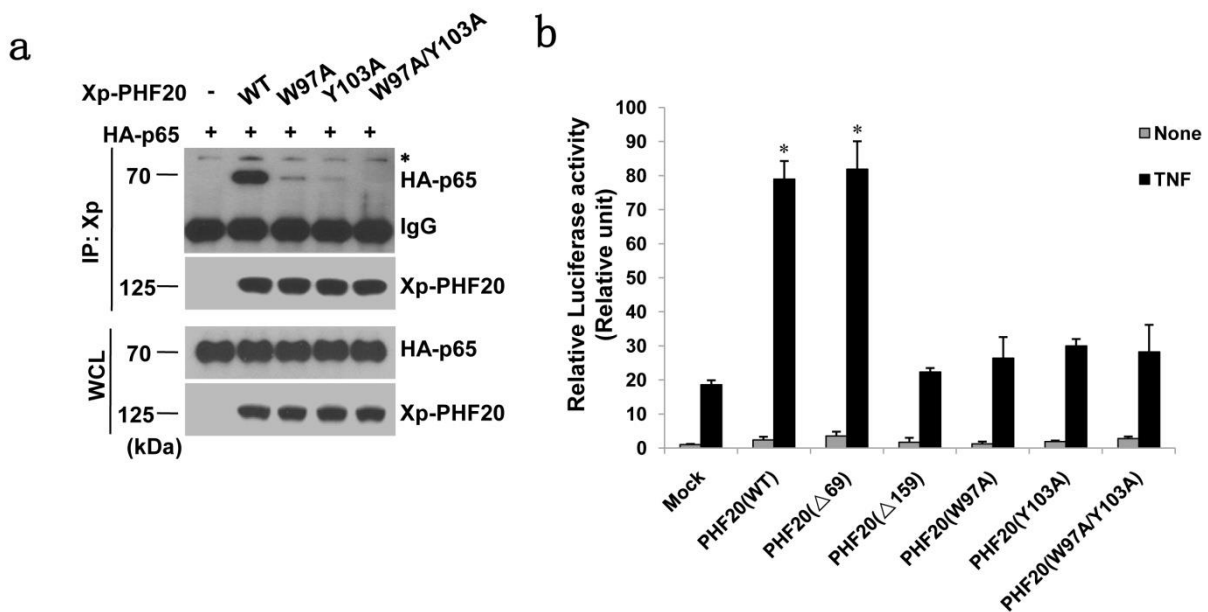 a
Xp-PHF20 - WT W97A Y103A W97A/Y103A
HA-p65 + + + + +
IP: Xp
70
*
HA-p65
IgG
125
Xp-PHF20
WCL
70
HA-p65
125
Xp-PHF20
(kDa)
b
Relative Luciferase activity
(Relative unit)
100
90
80
70
60
50
40
30
20
10
0
* *
None
TNF
Mock
PHF20(WT)
PHF20(△69)
PHF20(△159)
PHF20(W97A)
PHF20(Y103A)
PHF20(W97A/Y103A)